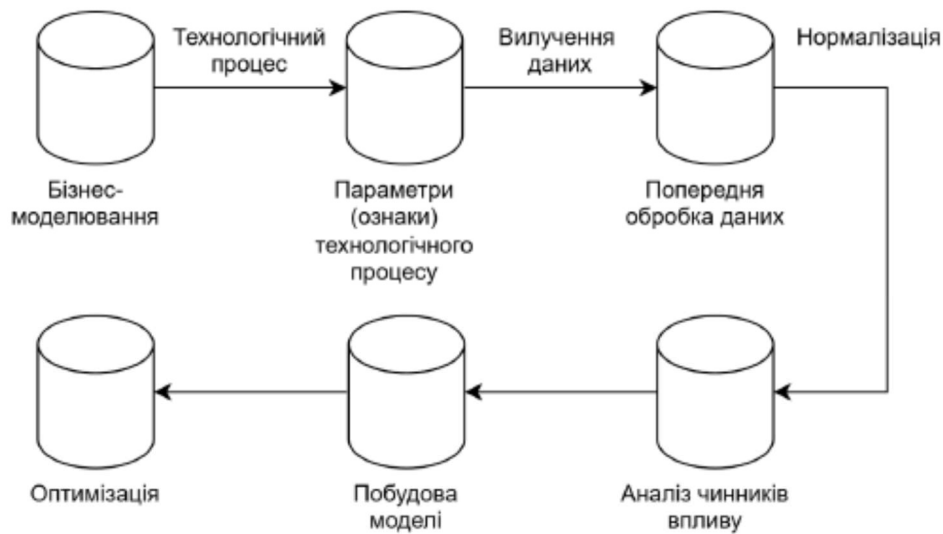 Технологічний
процес
Вилучення
даних
Нормалізація
Бізнес-
моделювання
Параметри
(ознаки)
технологічного
процесу
Попередня
обробка даних
Оптимізація
Побудова
моделі
Аналіз чинників
впливу